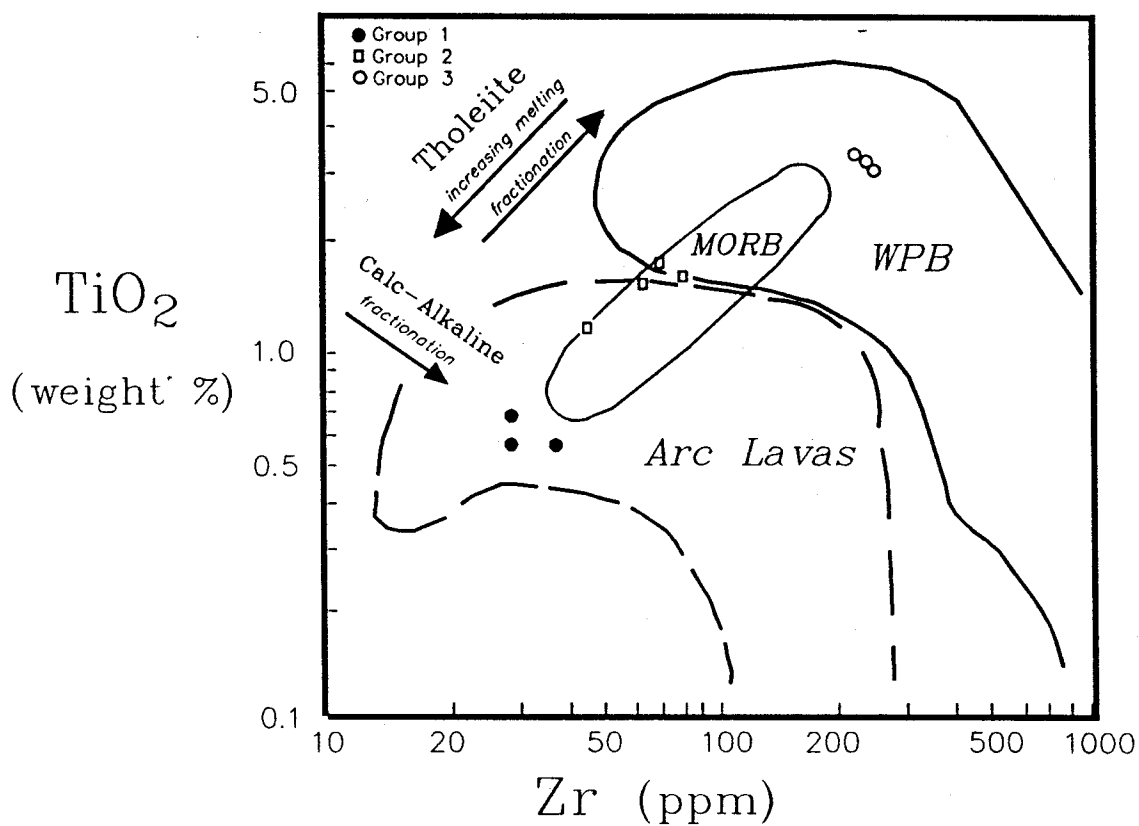 Group 1
Group 2
Group 3
Tholeiite
increasing melting
fractionation
Calc-Alkaline
fractionation
MORB
WPB
Arc Lavas
TiO2
(weight %)
5.0
1.0
0.5
0.1
10 20 50 100 200 500 1000
Zr (ppm)